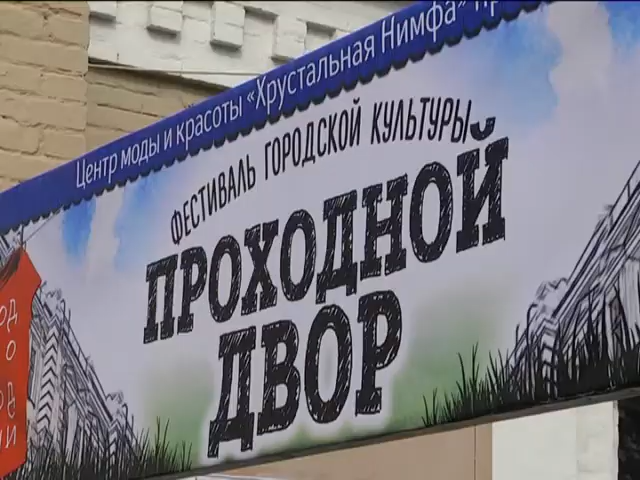 Центр моды и красоты «Хрустальная Нимфа»
ФЕСТИВАЛЬ ГОРОДСКОЙ КУЛЬТУРЫ
ПРОХОДНОЙ
ДВОР